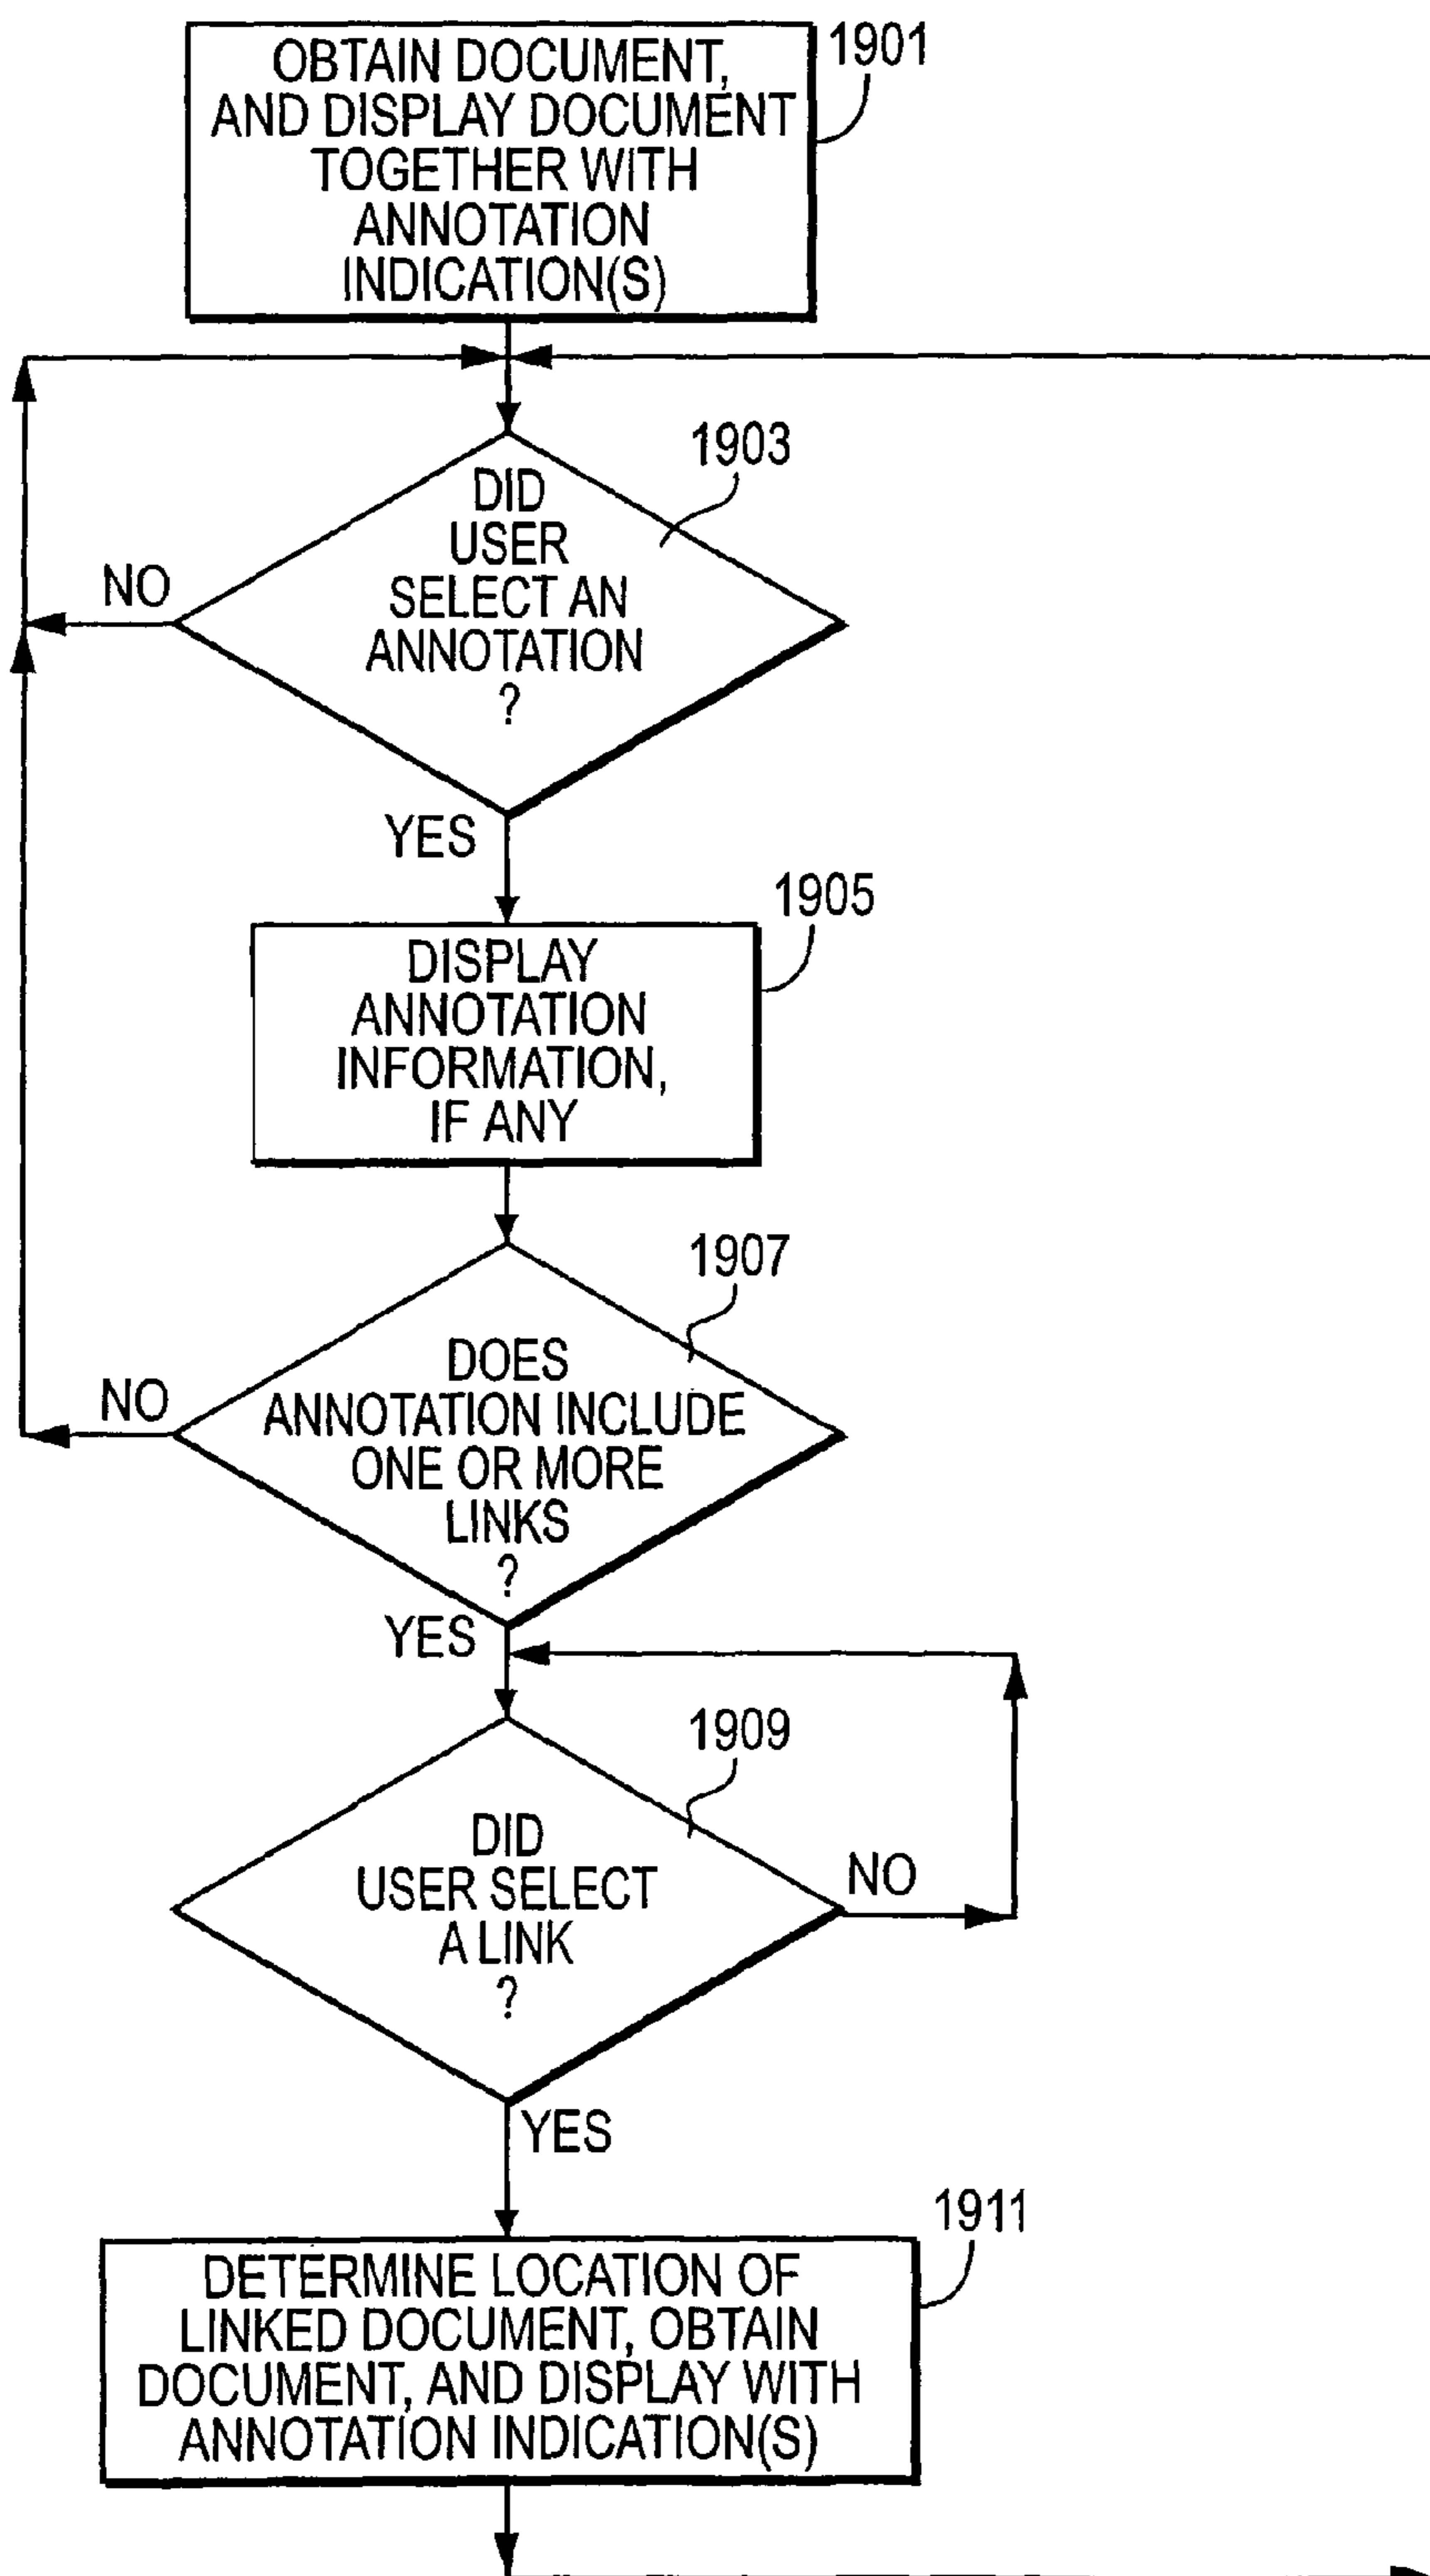 OBTAIN DOCUMENT,
AND DISPLAY DOCUMENT
TOGETHER WITH
ANNOTATION
INDICATION(S)
1901
1903
DID
USER
SELECT AN
ANNOTATION
?
NO
YES
1905
DISPLAY
ANNOTATION
INFORMATION,
IF ANY
1907
DOES
ANNOTATION INCLUDE
ONE OR MORE
LINKS
?
NO
YES
1909
DID
USER SELECT
A LINK
?
NO
YES
1911
DETERMINE LOCATION OF
LINKED DOCUMENT, OBTAIN
DOCUMENT, AND DISPLAY WITH
ANNOTATION INDICATION(S)